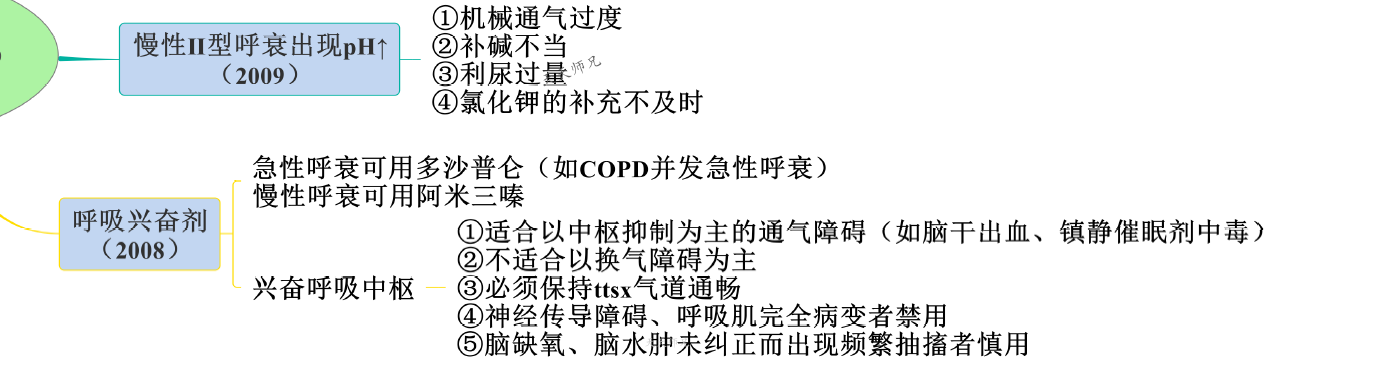 慢性II型呼衰出现pH↑
（2009）
①机械通气过度
②补碱不当
③利尿过量
④氯化钾的补充不及时
呼吸兴奋剂
（2008）
急性呼衰可用多沙普仑（如COPD并发急性呼衰）
慢性呼衰可用阿米三嗪
兴奋呼吸中枢
①适合以中枢抑制为主的通气障碍（如脑干出血、镇静催眠剂中毒）
②不适合以换气障碍为主
③必须保持ttsx气道通畅
④神经传导障碍、呼吸肌完全病变者禁用
⑤脑缺氧、脑水肿未纠正而出现频繁抽搐者慎用
师兄